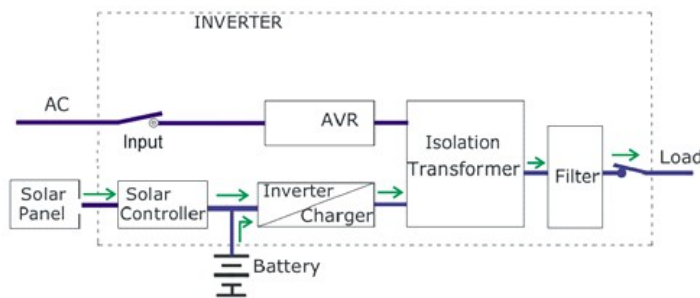 INVERTER
AC
Input
AVR
Isolation
Transformer
Filter
Load
Solar
Panel
Solar
Controller
Inverter
Charger
Battery